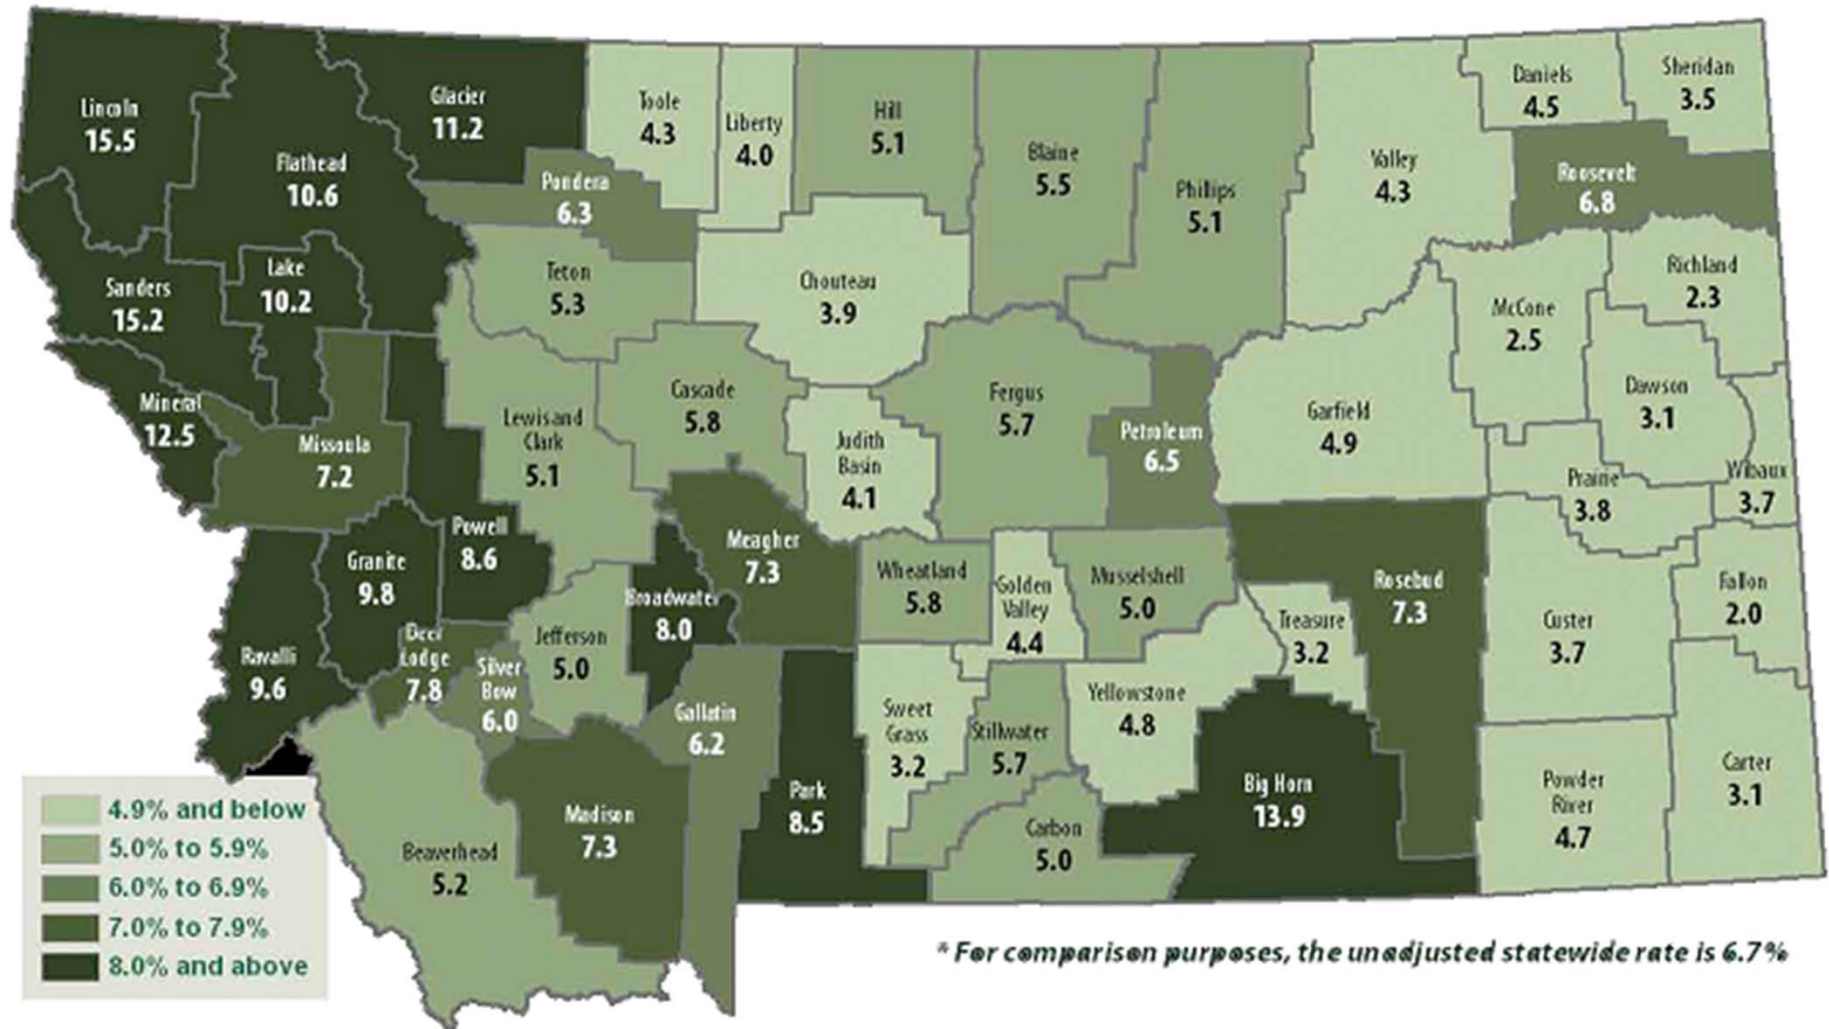 Lincoln
15.5
Flathead
10.6
Glacier
11.2
Toole
4.3
Liberty
4.0
Hill
5.1
Blaine
5.5
Phillips
5.1
Valley
4.3
Daniels
4.5
Sheridan
3.5
Roosevelt
6.8
Pondera
6.3
Teton
5.3
Chouteau
3.9
Richland
2.3
McCone
2.5
Dawson
3.1
Sanders
15.2
Lake
10.2
Mineral
12.5
Missoula
7.2
Lewis and
Clark
5.1
Cascade
5.8
Judith
Basin
4.1
Fergus
5.7
Petroleum
6.5
Garfield
4.9
Prairie
3.8
Wibaux
3.7
Powell
8.6
Granite
9.8
Meagher
7.3
Broadwater
8.0
Wheatland
5.8
Golden
Valley
4.4
Musselshell
5.0
Treasure
3.2
Rosebud
7.3
Custer
3.7
Fallon
2.0
Ravalli
9.6
Deer
Lodge
7.8
Silver
Bow
6.0
Jefferson
5.0
Gallatin
6.2
Sweet
Grass
3.2
Stillwater
5.7
Yellowstone
4.8
Big Horn
13.9
Powder
River
4.7
Carter
3.1
Park
8.5
Madison
7.3
Beaverhead
5.2
Carbon
5.0
4.9% and below
5.0% to 5.9%
6.0% to 6.9%
7.0% to 7.9%
8.0% and above
* For comparison purposes, the unadjusted statewide rate is 6.7%